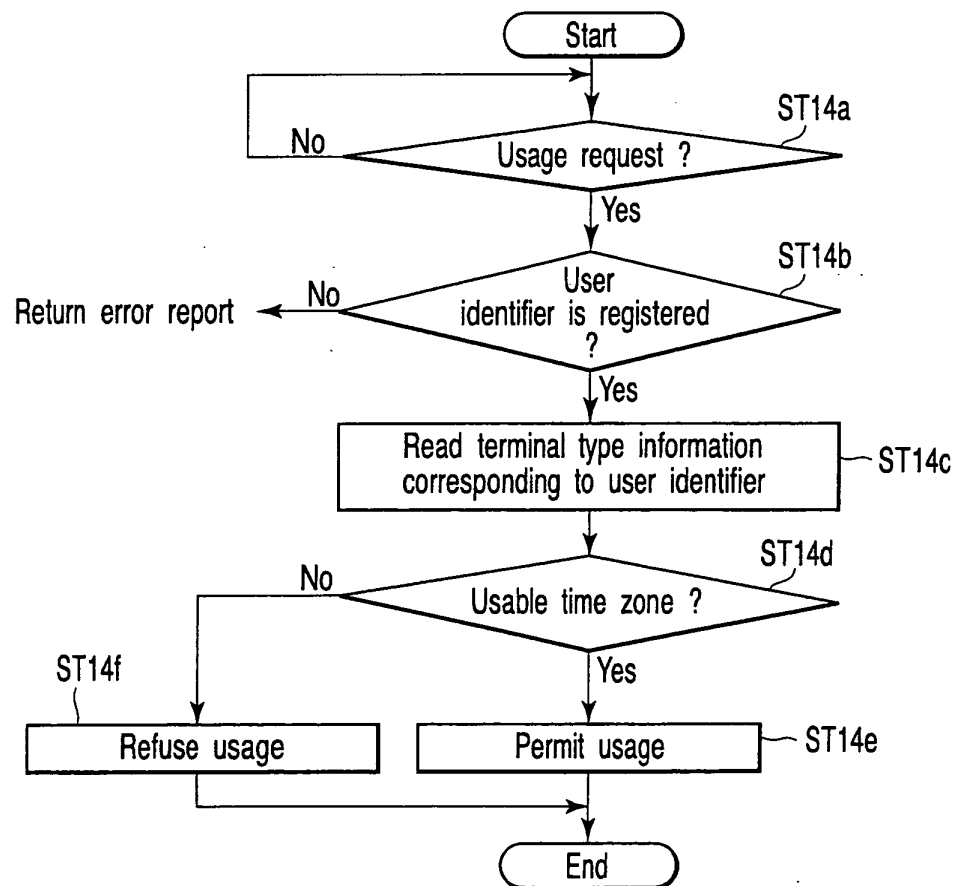 Start
ST14a
No
Usage request ?
Yes
ST14b
User
identifier is registered
?
No
Return error report
Yes
Read terminal type information
corresponding to user identifier
ST14c
ST14d
No
Usable time zone ?
Yes
ST14f
Refuse usage
Permit usage
ST14e
End